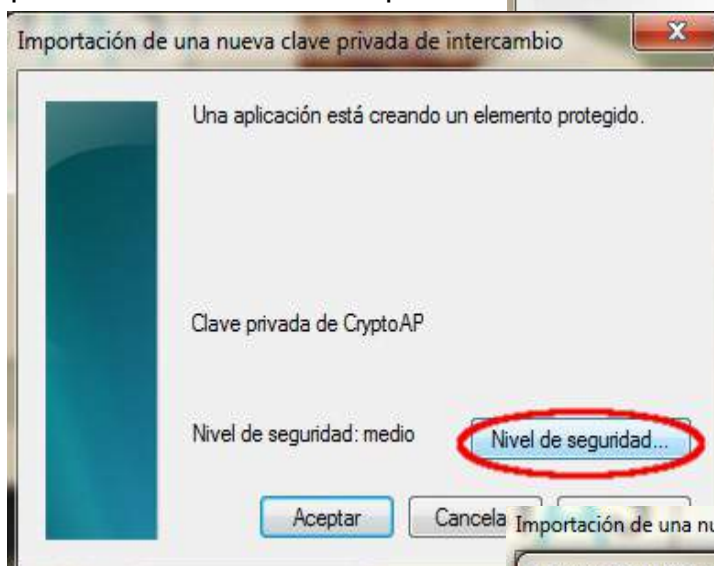 Importación de una nueva clave privada de intercambio
Una aplicación está creando un elemento protegido.
Clave privada de CryptoAP
Nivel de seguridad: medio
Nivel de seguridad...
Aceptar
Cancela
Importación de una nu